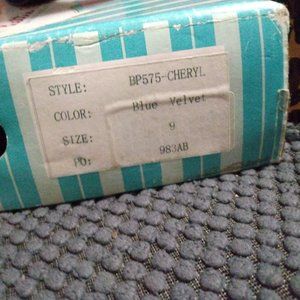 STYLE: BP575-CHERYL
COLOR: Blue Velvet
SIZE: 9
PO: 983AB